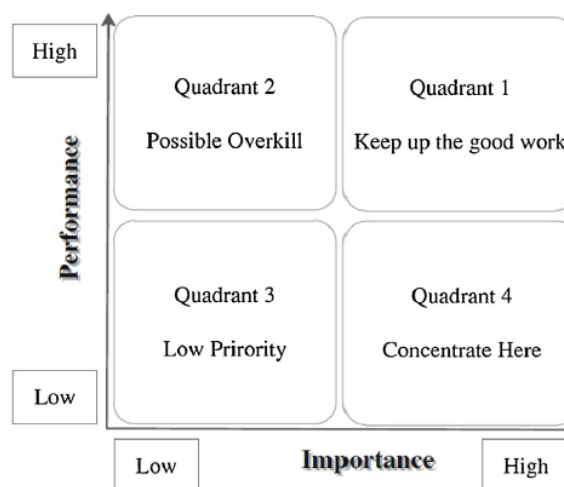 High
Quadrant 2
Quadrant 1
Possible Overkill
Keep up the good work
Performance
Quadrant 3
Quadrant 4
Low Prirority
Concentrate Here
Low
Low
Importance
High